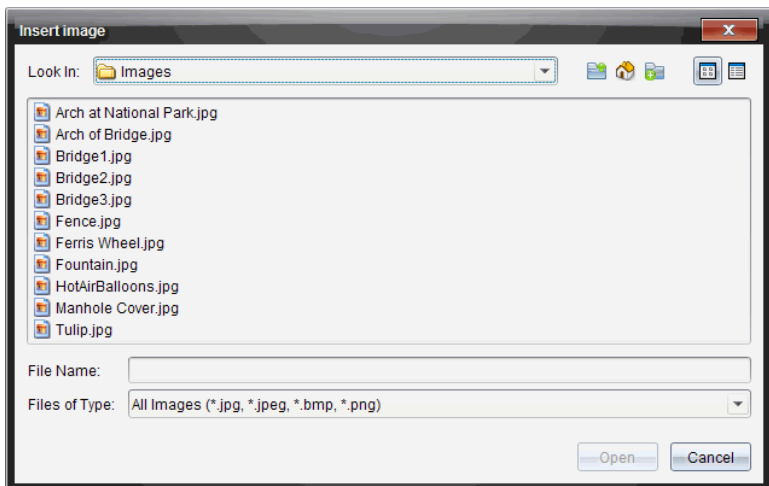 Insert image
Look In: Images
Arch at National Park.jpg
Arch of Bridge.jpg
Bridge1.jpg
Bridge2.jpg
Bridge3.jpg
Fence.jpg
Ferris Wheel.jpg
Fountain.jpg
HotAirBalloons.jpg
Manhole Cover.jpg
Tulip.jpg
File Name:
Files of Type: All Images (*.jpg, *.jpeg, *.bmp, *.png)
Open Cancel